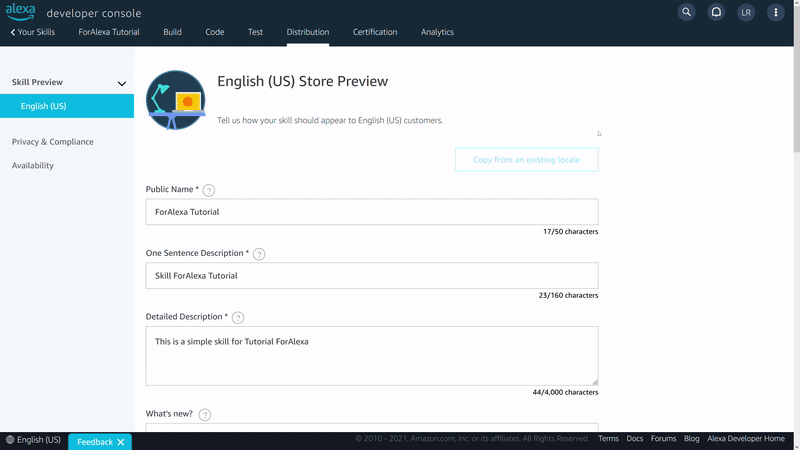 alexa developer console
LR
Your Skills ForAlexa Tutorial Build Code Test Distribution Certification Analytics
Skill Preview
English (US)
Privacy & Compliance
Availability
English (US) Store Preview
Tell us how your skill should appear to English (US) customers.
Copy from an existing locale
Public Name * ?
ForAlexa Tutorial
17/50 characters
One Sentence Description * ?
Skill ForAlexa Tutorial
23/160 characters
Detailed Description * ?
This is a simple skill for Tutorial ForAlexa
44/4,000 characters
What's new? ?
English (US) Feedback © 2010 - 2021, Amazon.com, Inc. or its affiliates. All Rights Reserved. Terms Docs Forums Blog Alexa Developer Home